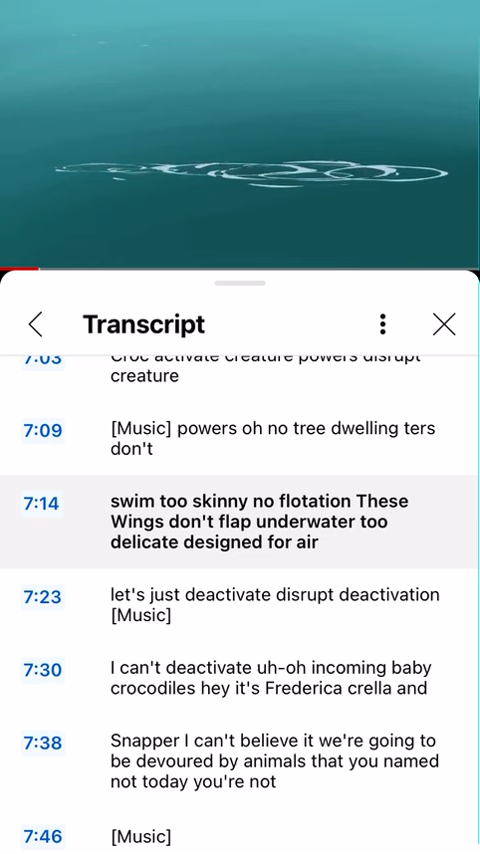 Transcript
7:03
Croc activate creature powers disrupt
creature
7:09
[Music] powers oh no tree dwelling ters
don't
7:14
swim too skinny no flotation These
Wings don't flap underwater too
delicate designed for air
7:23
let's just deactivate disrupt deactivation
[Music]
7:30
I can't deactivate uh-oh incoming baby
crocodiles hey it's Frederica crella and
7:38
Snapper I can't believe it we're going to
be devoured by animals that you named
not today you're not
7:46
[Music]